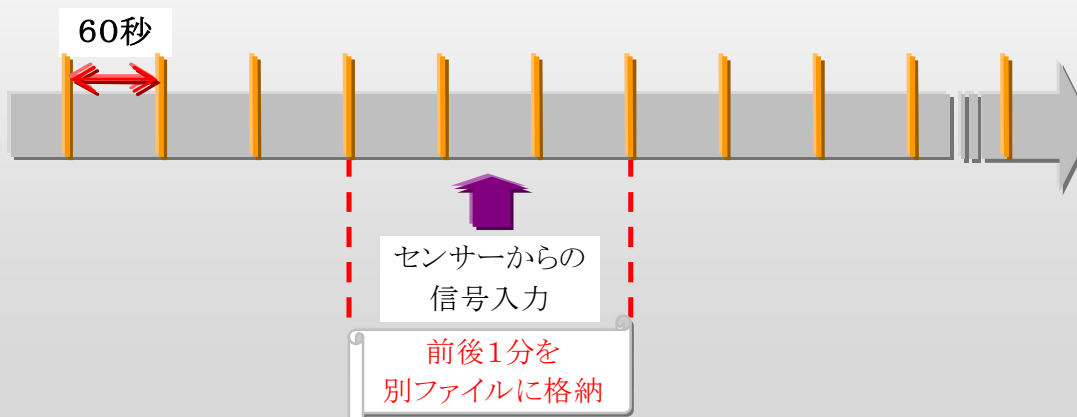 60秒
センサーからの
信号入力
前後1分を
別ファイルに格納